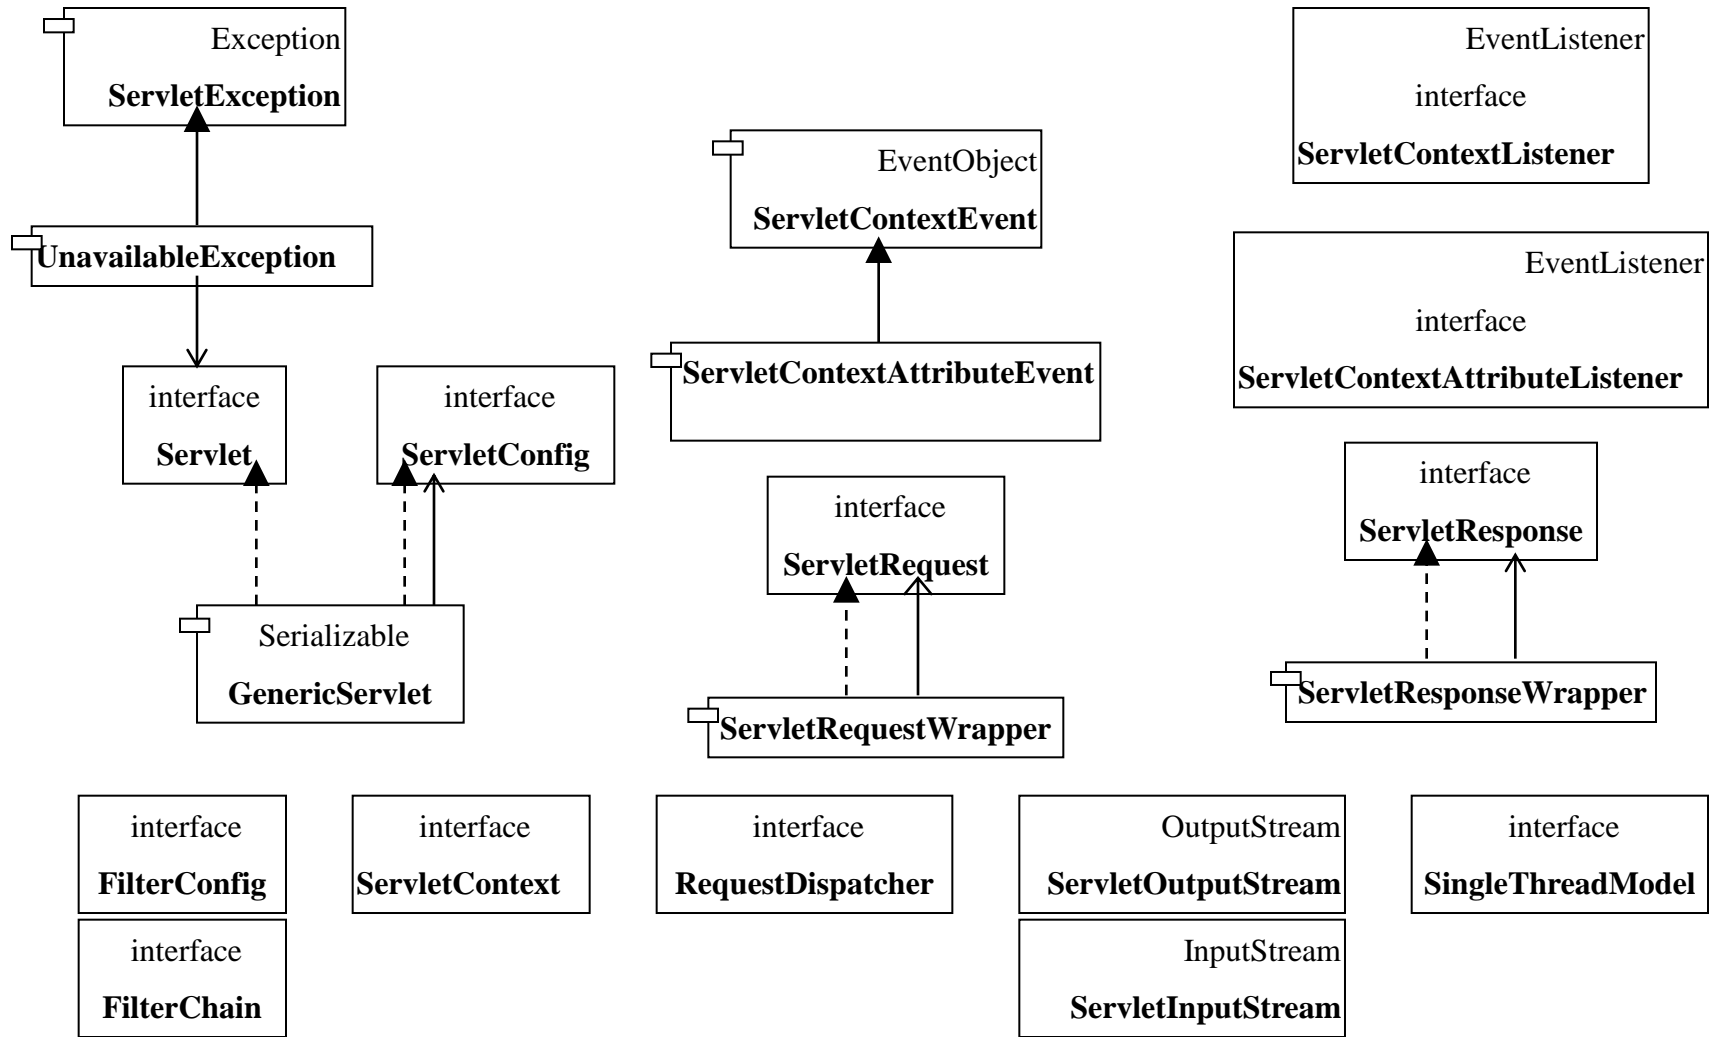 Exception
ServletException
EventListener
interface
ServletContextListener
EventObject
ServletContextEvent
UnavailableException
EventListener
interface
ServletContextAttributeListener
interface
Servlet
interface
ServletConfig
ServletContextAttributeEvent
interface
ServletRequest
interface
ServletResponse
Serializable
GenericServlet
ServletRequestWrapper
ServletResponseWrapper
interface
FilterConfig
interface
ServletContext
interface
RequestDispatcher
OutputStream
ServletOutputStream
interface
SingleThreadModel
interface
FilterChain
InputStream
ServletInputStream